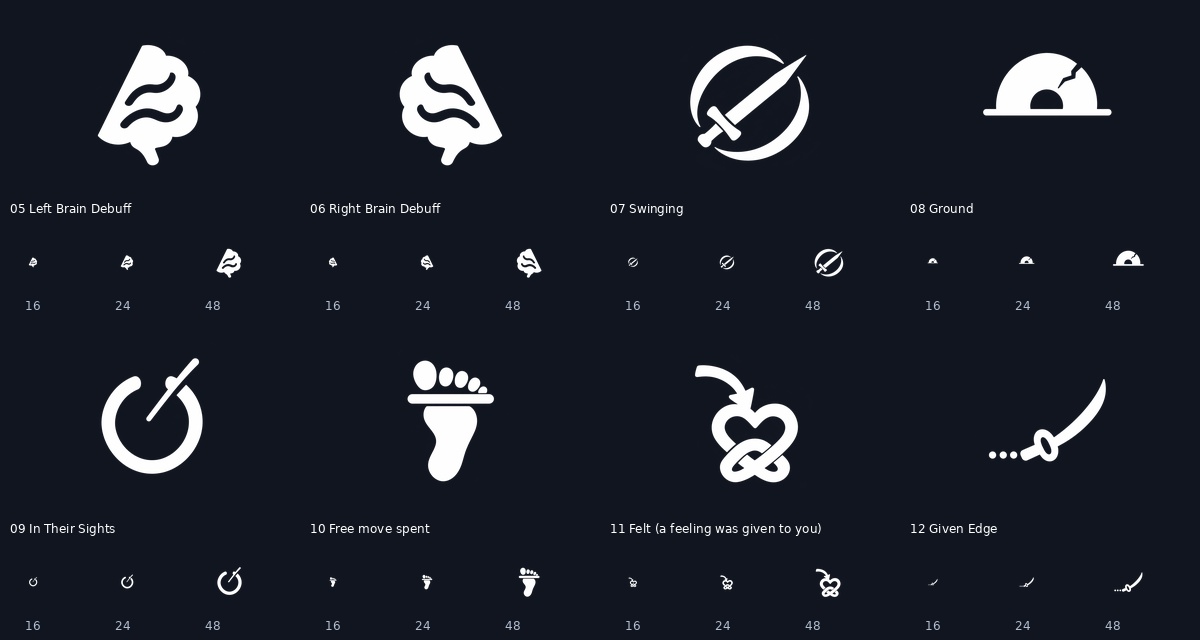 05 Left Brain Debuff
06 Right Brain Debuff
07 Swinging
08 Ground
16 24 48
16 24 48
16 24 48
16 24 48
09 In Their Sights
10 Free move spent
11 Felt (a feeling was given to you)
12 Given Edge
16 24 48
16 24 48
16 24 48
16 24 48